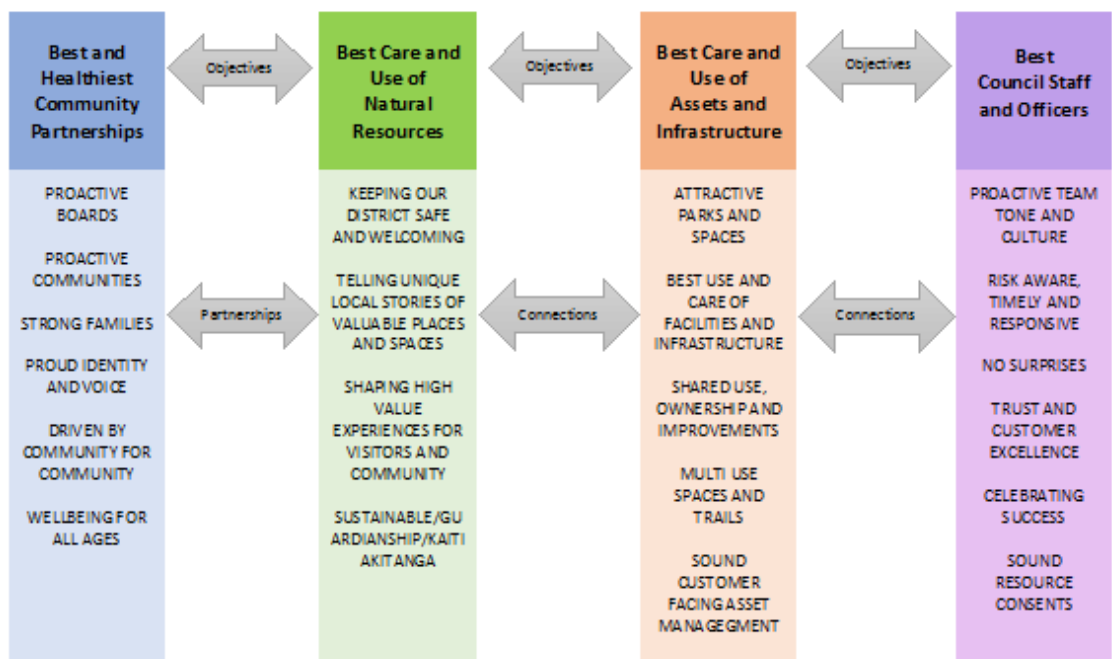 Best and
Healthiest
Community
Partnerships
Objectives
Best Care and
Use of
Natural
Resources
Objectives
Best Care and
Use of
Assets and
Infrastructure
Objectives
Best
Council Staff
and Officers
PROACTIVE
BOARDS
PROACTIVE
COMMUNITIES
STRONG FAMILIES
PROUD IDENTITY
AND VOICE
DRIVEN BY
COMMUNITY FOR
COMMUNITY
WELLBEING FOR
ALL AGES
Partnerships
KEEPING OUR
DISTRICT SAFE
AND WELCOMING
TELLING UNIQUE
LOCAL STORIES OF
VALUABLE PLACES
AND SPACES
SHAPING HIGH
VALUE
EXPERIENCES FOR
VISITORS AND
COMMUNITY
SUSTAINABLE/GU
ARDIANSHIP/KAITI
AKITANGA
Connections
ATTRACTIVE
PARKS AND
SPACES
BEST USE AND
CARE OF
FACILITIES AND
INFRASTRUCTURE
SHARED USE,
OWNERSHIP AND
IMPROVEMENTS
MULTI USE
SPACES AND
TRAILS
SOUND
CUSTOMER
FACING ASSET
MANAGEGMENT
Connections
PROACTIVE TEAM
TONE AND
CULTURE
RISK AWARE,
TIMELY AND
RESPONSIVE
NO SURPRISES
TRUST AND
CUSTOMER
EXCELLENCE
CELEBRATING
SUCCESS
SOUND
RESOURCE
CONSENTS